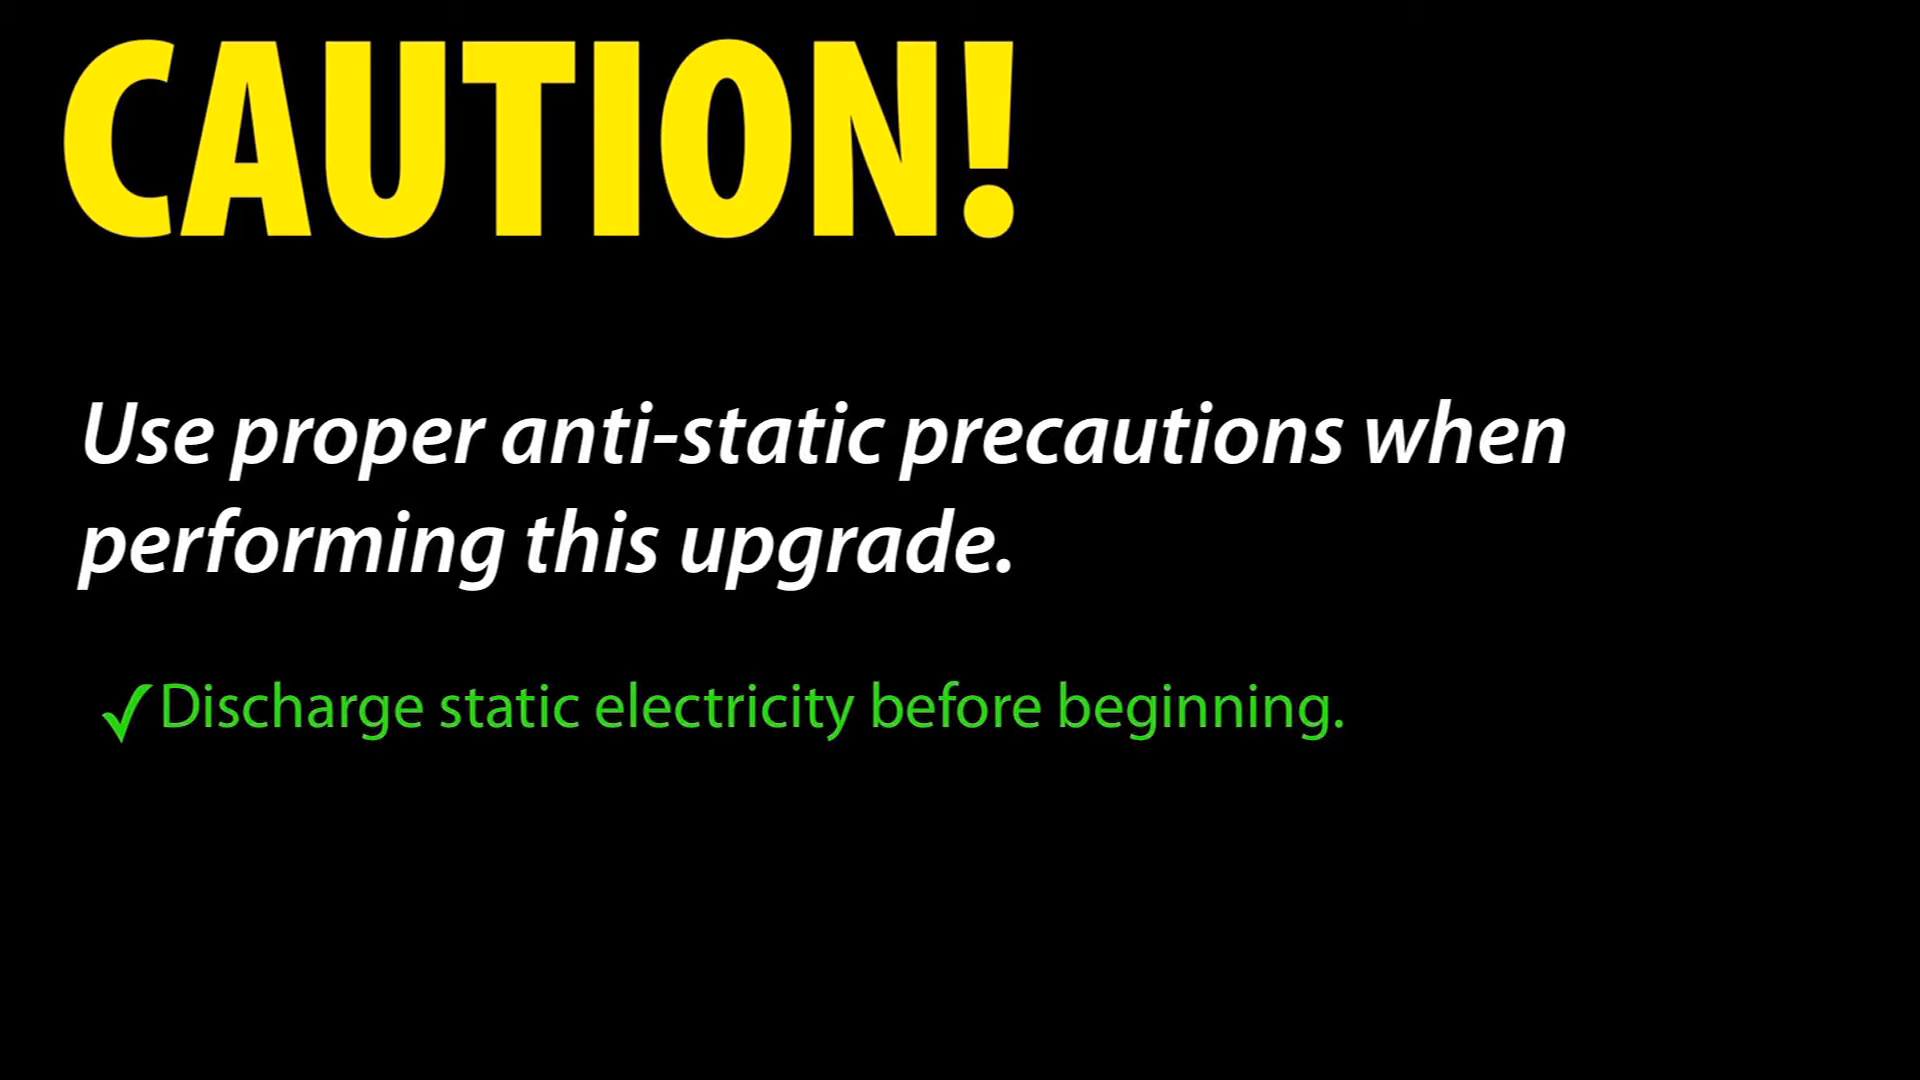 CAUTION!
Use proper anti-static precautions when
performing this upgrade.
✓Discharge static electricity before beginning.